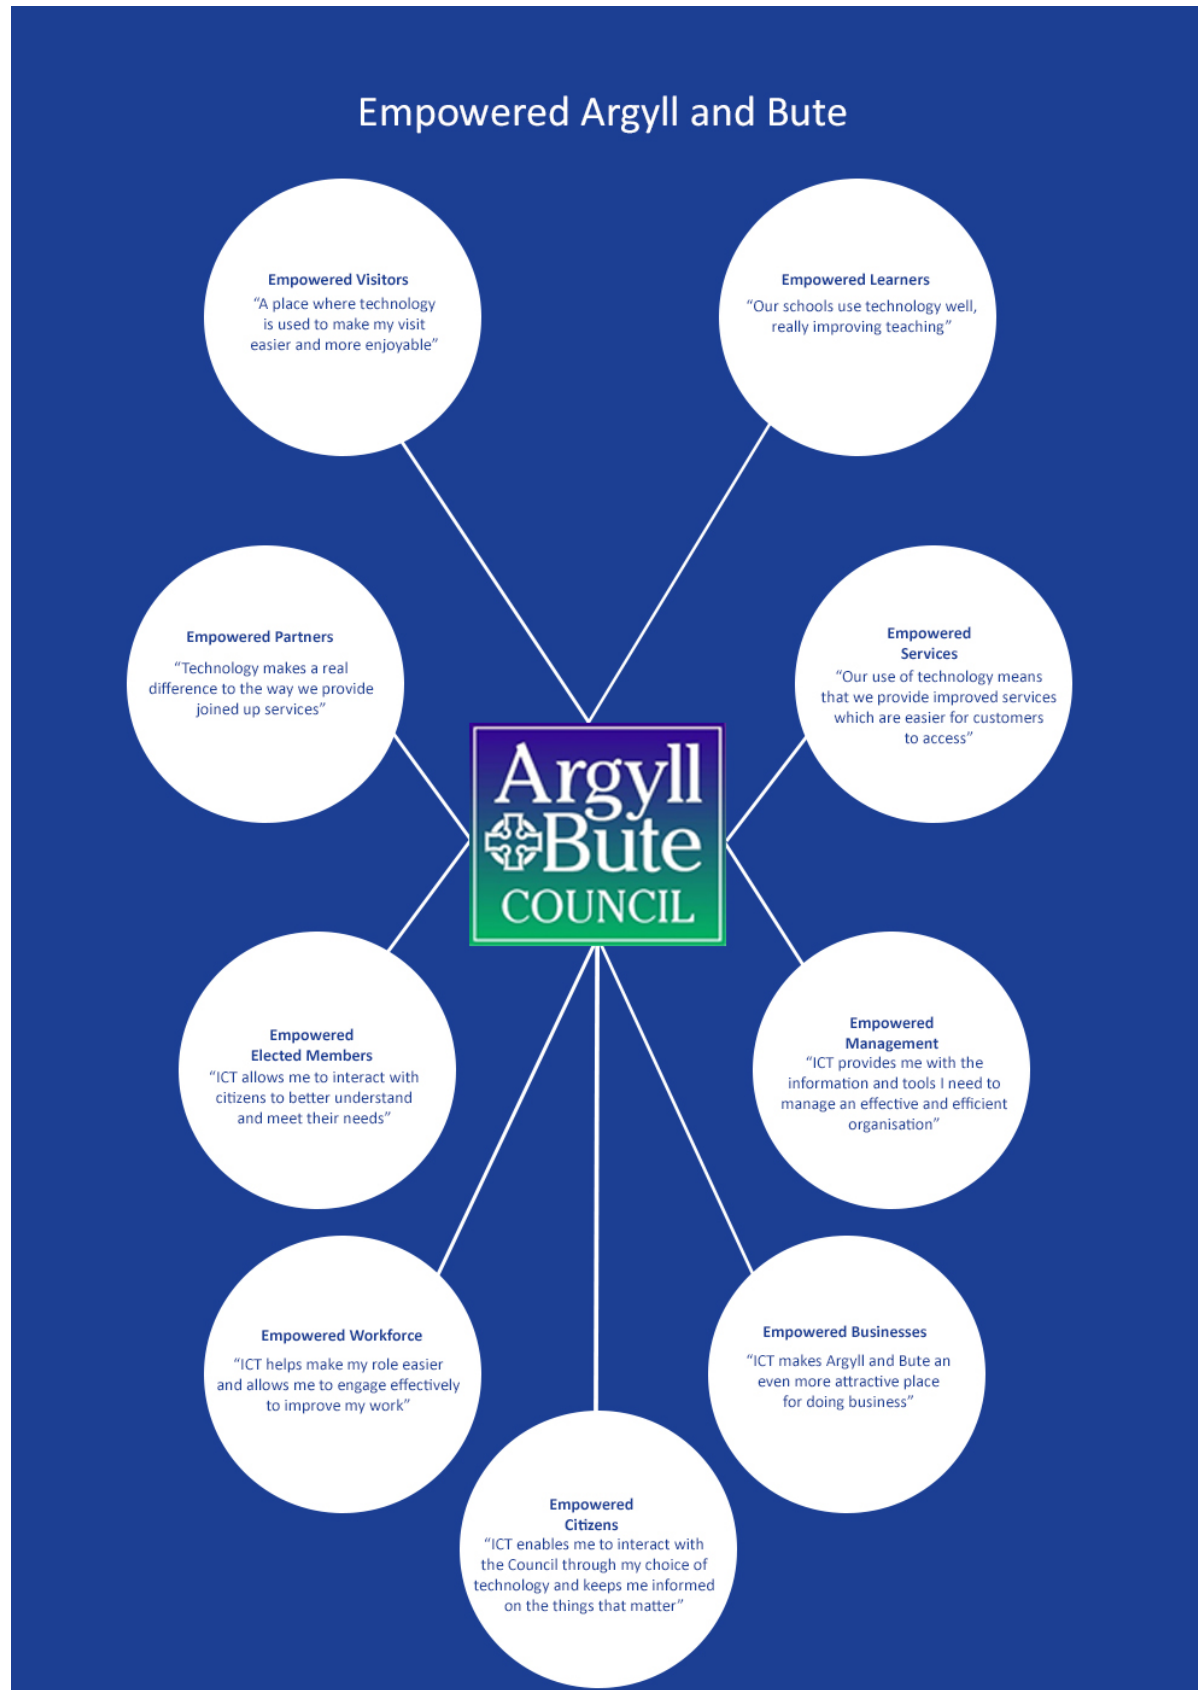 Empowered Argyll and Bute
Empowered Visitors
“A place where technology
is used to make my visit
easier and more enjoyable”
Empowered Learners
“Our schools use technology well,
really improving teaching”
Empowered Partners
“Technology makes a real
difference to the way we provide
joined up services”
Empowered
Services
“Our use of technology means
that we provide improved services
which are easier for customers
to access”
Argyll
Bute
COUNCIL
Empowered
Elected Members
“ICT allows me to interact with
citizens to better understand
and meet their needs”
Empowered
Management
“ICT provides me with the
information and tools I need to
manage an effective and efficient
organisation”
Empowered Workforce
“ICT helps make my role easier
and allows me to engage effectively
to improve my work”
Empowered Businesses
“ICT makes Argyll and Bute an
even more attractive place
for doing business”
Empowered
Citizens
“ICT enables me to interact with
the Council through my choice of
technology and keeps me informed
on the things that matter”